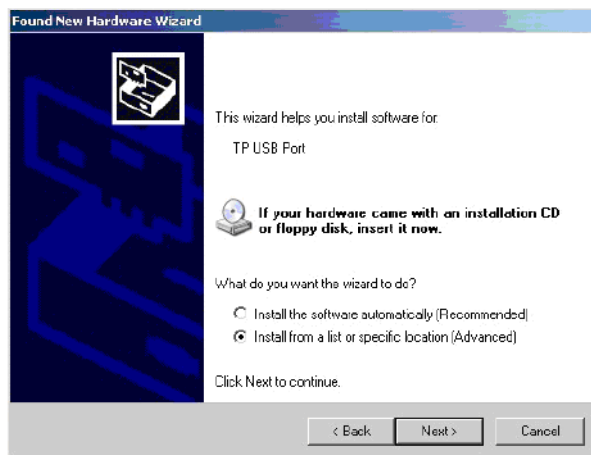 Found New Hardware Wizard
This wizard helps you install software for:
TP USB Port
If your hardware came with an installation CD
or floppy disk, insert it now.
What do you want the wizard to do?
Install the software automatically (Recommended)
Install from a list or specific location (Advanced)
Click Next to continue.
< Back
Next >
Cancel